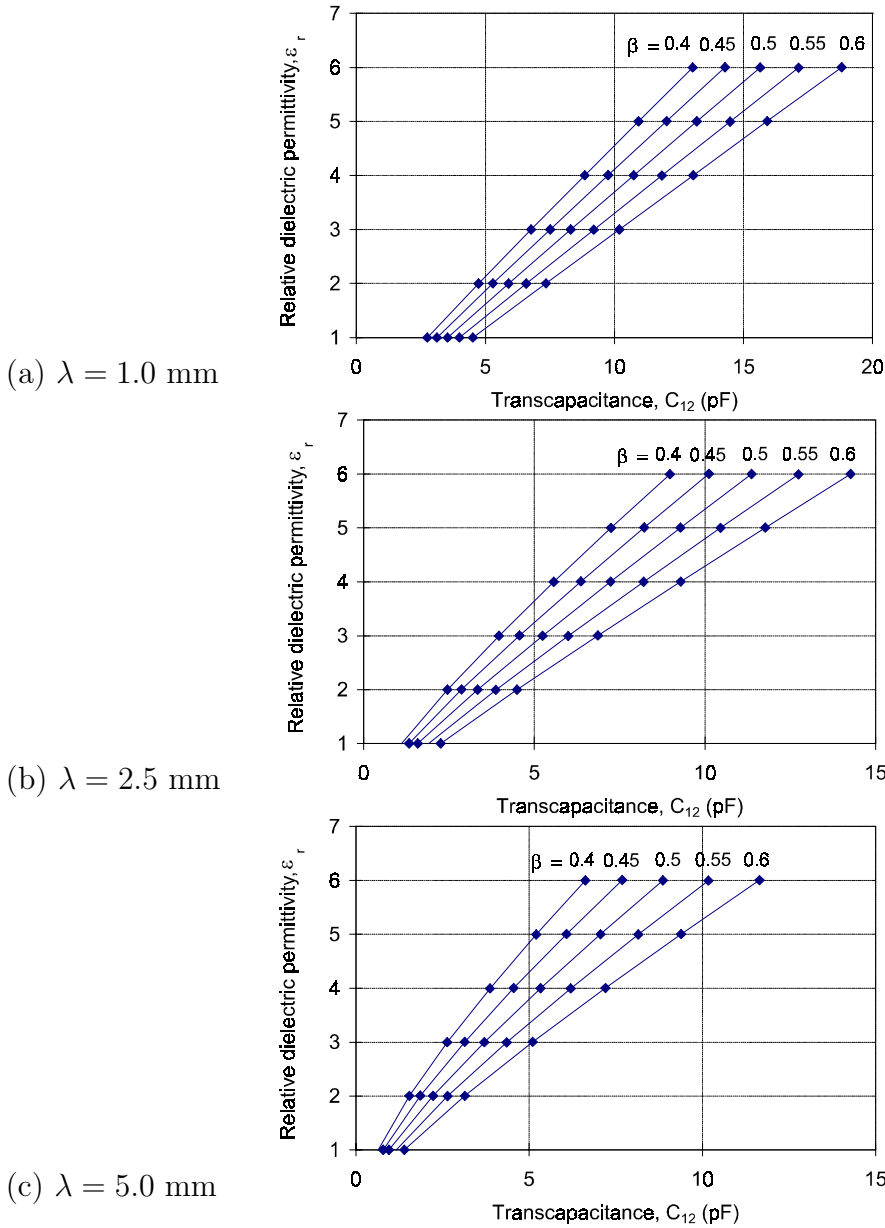 7
6
5
4
3
2
1
Relative dielectric permittivity, ε_r
β = 0.4 0.45 0.5 0.55 0.6
0 5 10 15 20
Transcapacitance, C₁₂ (pF)
(a) λ = 1.0 mm
7
6
5
4
3
2
1
Relative dielectric permittivity, ε_r
β = 0.4 0.45 0.5 0.55 0.6
0 5 10 15
Transcapacitance, C₁₂ (pF)
(b) λ = 2.5 mm
7
6
5
4
3
2
1
Relative dielectric permittivity, ε_r
β = 0.4 0.45 0.5 0.55 0.6
0 5 10 15
Transcapacitance, C₁₂ (pF)
(c) λ = 5.0 mm